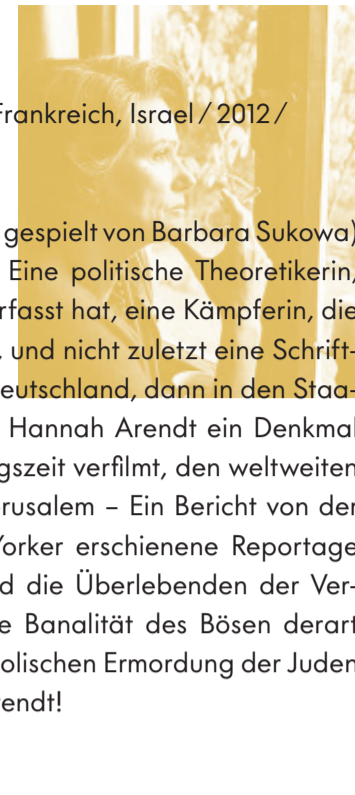 Frankreich, Israel / 2012 /
gespielt von Barbara Sukowa)
Eine politische Theoretikerin,
rfasst hat, eine Kämpferin, die
, und nicht zuletzt eine Schrift-
eutschland, dann in den Staa-
Hannah Arendt ein Denkmal
gszeit verfilmt, den weltweiten
erusalem – Ein Bericht von der
Yorker erschienene Reportage
d die Überlebenden der Ver-
e Banalität des Bösen derart
olischen Ermordung der Juden
rendt!